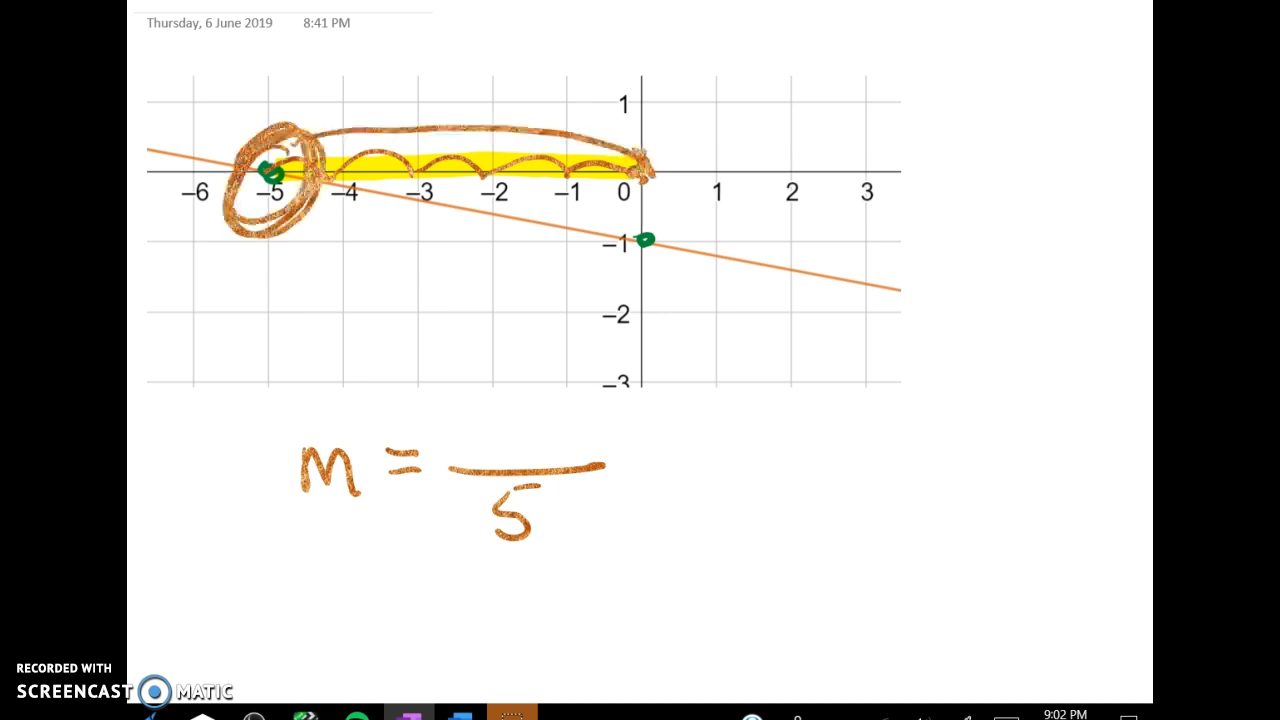 Thursday, 6 June 2019 8:41 PM
1
–6 –5 –4 –3 –2 –1 0 1 2 3
–1
–2
–3
m = 
5
RECORDED WITH
SCREENCAST MATIC
9:02 PM